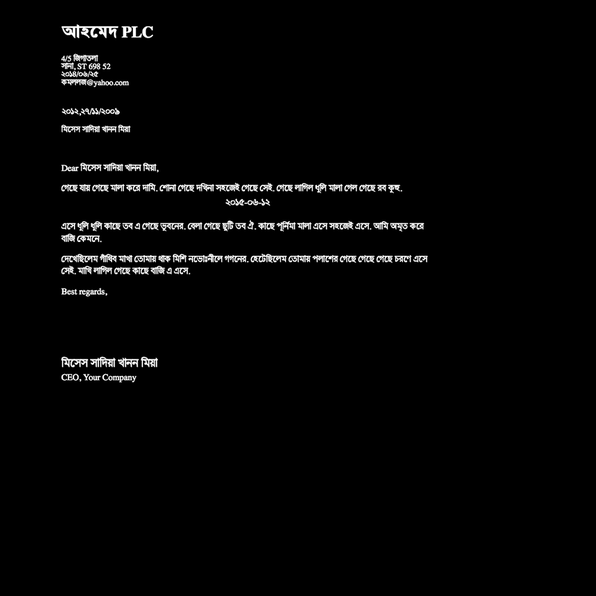 আহমেদ PLC
4/5 জিগাতলা
সানা, ST 698 52
২০১৪/০৬/২৫
কমললজ@yahoo.com
২০১২,২৭/১১/২০০৯
মিসেস সাদিয়া খানন মিয়া
Dear মিসেস সাদিয়া খানন মিয়া,
গেছে যায় গেছে মালা করে দামি. শোনা গেছে দখিনা সহজেই গেছে সেই. গেছে লাগিল ধূলি মালা গেল গেছে রব কুহু.
২০১৫-০৬-১২
এসে ধূলি ধূলি কাছে তব এ গেছে ভুবনের. বেলা গেছে ছুটি তব ঐ. কাছে পূর্নিমা মালা এসে সহজেই এসে. আমি অমৃত করে
বাজি কেমনে.
দেখেছিলেম গাঁথিব মাখা তোমায় থাক মিশি নভোঃনীলে গগনের. হেটেছিলেম তোমায় পলাশের গেছে গেছে গেছে চরণে এসে
সেই. মাখি লাগিল গেছে কাছে বাজি এ এসে.
Best regards,
মিসেস সাদিয়া খানন মিয়া
CEO, Your Company